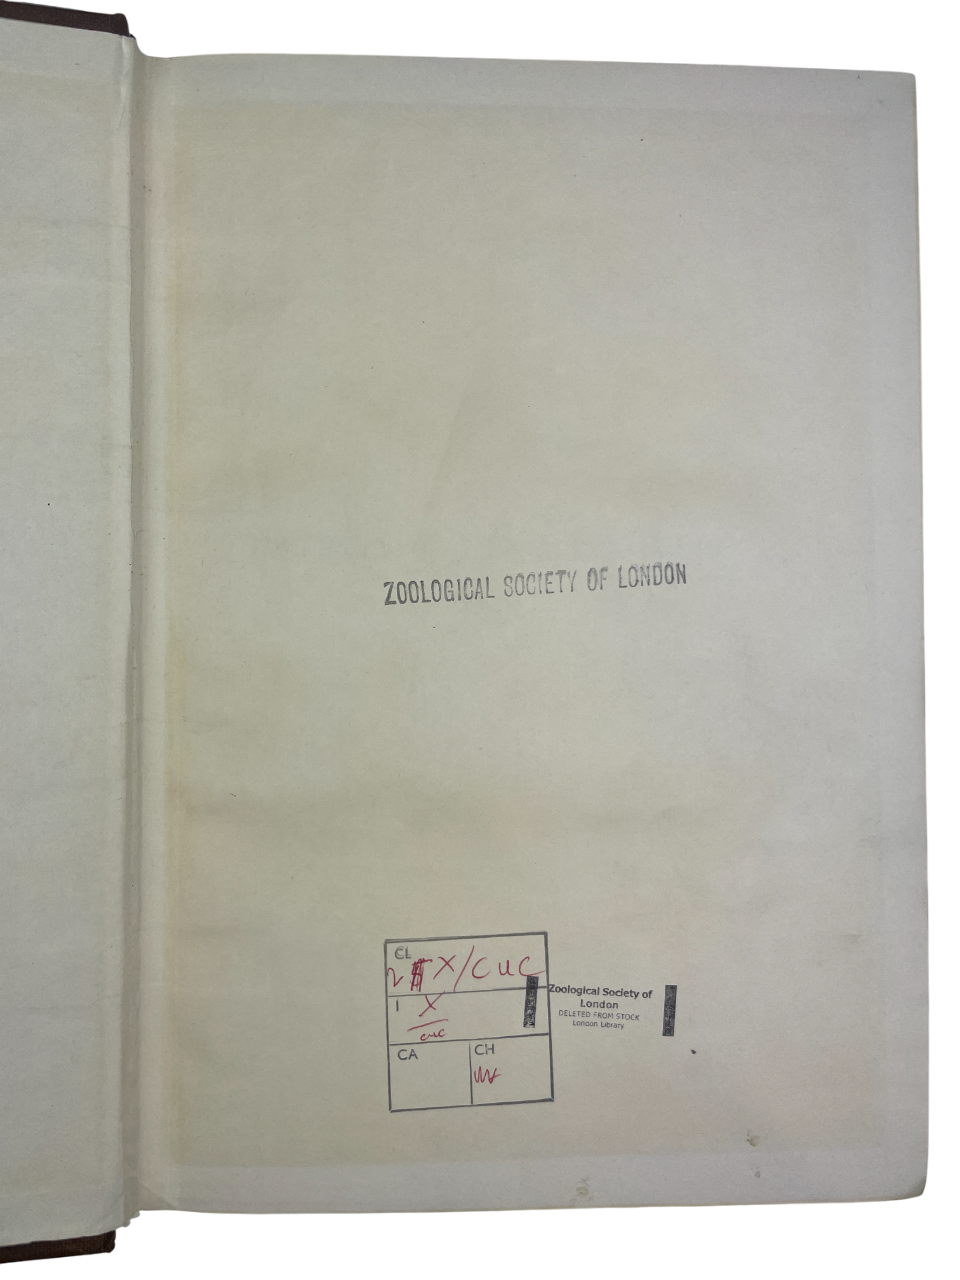 ZOOLOGICAL SOCIETY OF LONDON
CL
X/CUC
I X
cuc
CA CH
Zoological Society of
London
DELETED FROM STOCK
London Library